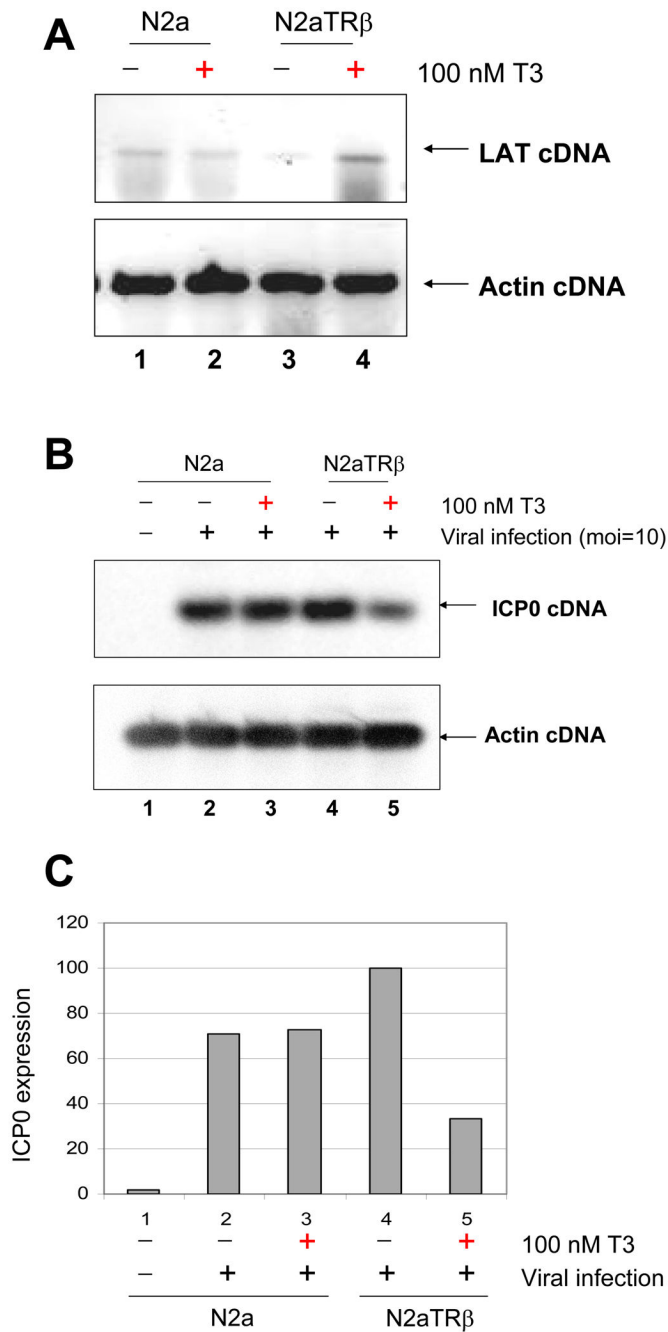 A
N2a N2aTRβ
– + – + 100 nM T3
LAT cDNA
Actin cDNA
1 2 3 4
B
N2a N2aTRβ
– – + – + 100 nM T3
– + + + + Viral infection (moi=10)
ICP0 cDNA
Actin cDNA
1 2 3 4 5
C
ICP0 expression
120
100
80
60
40
20
0
1 2 3 4 5
– – + – + 100 nM T3
– + + + + Viral infection
N2a N2aTRβ